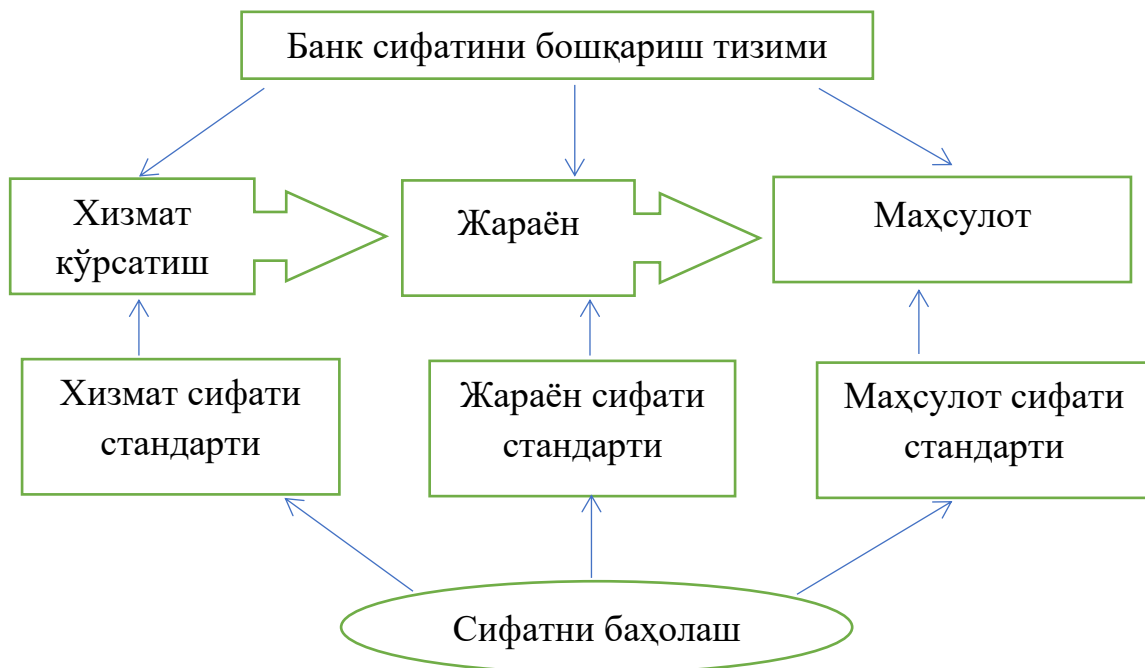 Банк сифатини бошқариш тизими
Хизмат
кўрсатиш
Жараён
Маҳсулот
Хизмат сифати
стандарти
Жараён сифати
стандарти
Маҳсулот сифати
стандарти
Сифатни баҳолаш